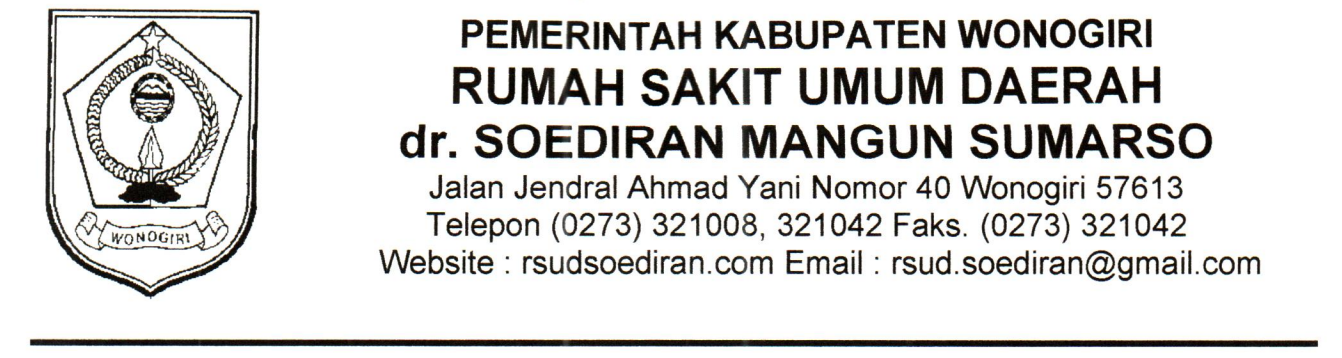 PEMERINTAH KABUPATEN WONOGIRI
RUMAH SAKIT UMUM DAERAH
dr. SOEDIRAN MANGUN SUMARSO
Jalan Jendral Ahmad Yani Nomor 40 Wonogiri 57613
Telepon (0273) 321008, 321042 Faks. (0273) 321042
Website : rsudsoediran.com Email : rsud.soediran@gmail.com
WONOGIRI